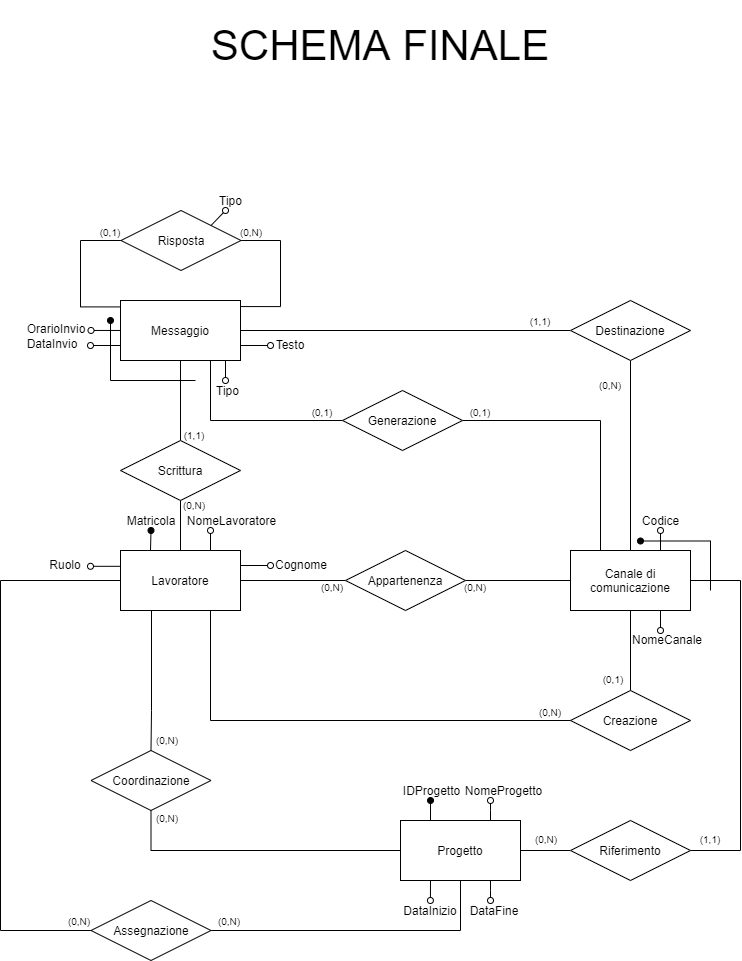 SCHEMA FINALE
Tipo
(0,1)
Risposta
(0,N)
OrarioInvio
DataInvio
Messaggio
Testo
Tipo
(1,1)
Destinazione
(0,N)
(0,1)
Generazione
(0,1)
(1,1)
Scrittura
(0,N)
Matricola
NomeLavoratore
Ruolo
Lavoratore
Cognome
(0,N)
Appartenenza
(0,N)
Codice
Canale di
comunicazione
NomeCanale
(0,1)
(0,N)
Creazione
(0,N)
Coordinazione
(0,N)
IDProgetto
NomeProgetto
Progetto
(0,N)
Riferimento
(1,1)
DataInizio
DataFine
(0,N)
Assegnazione
(0,N)